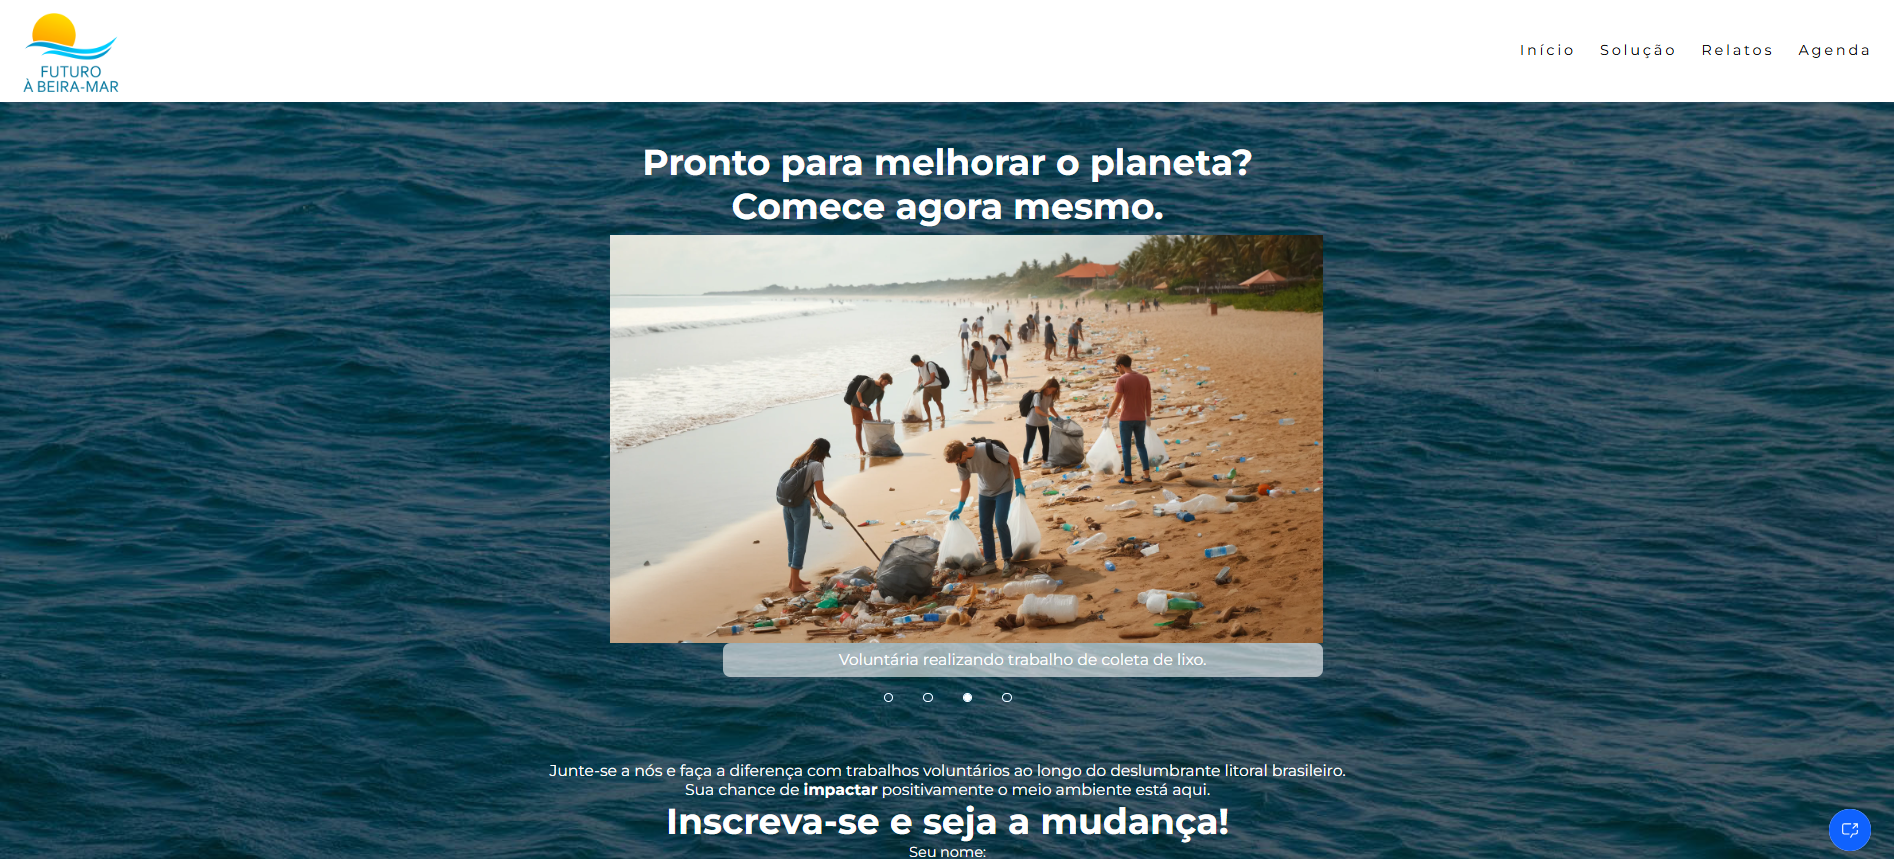 FUTURO
À BEIRA-MAR
Início Solução Relatos Agenda
Pronto para melhorar o planeta?
Comece agora mesmo.
Voluntária realizando trabalho de coleta de lixo.
Junte-se a nós e faça a diferença com trabalhos voluntários ao longo do deslumbrante litoral brasileiro.
Sua chance de impactar positivamente o meio ambiente está aqui.
Inscreva-se e seja a mudança!
Seu nome: